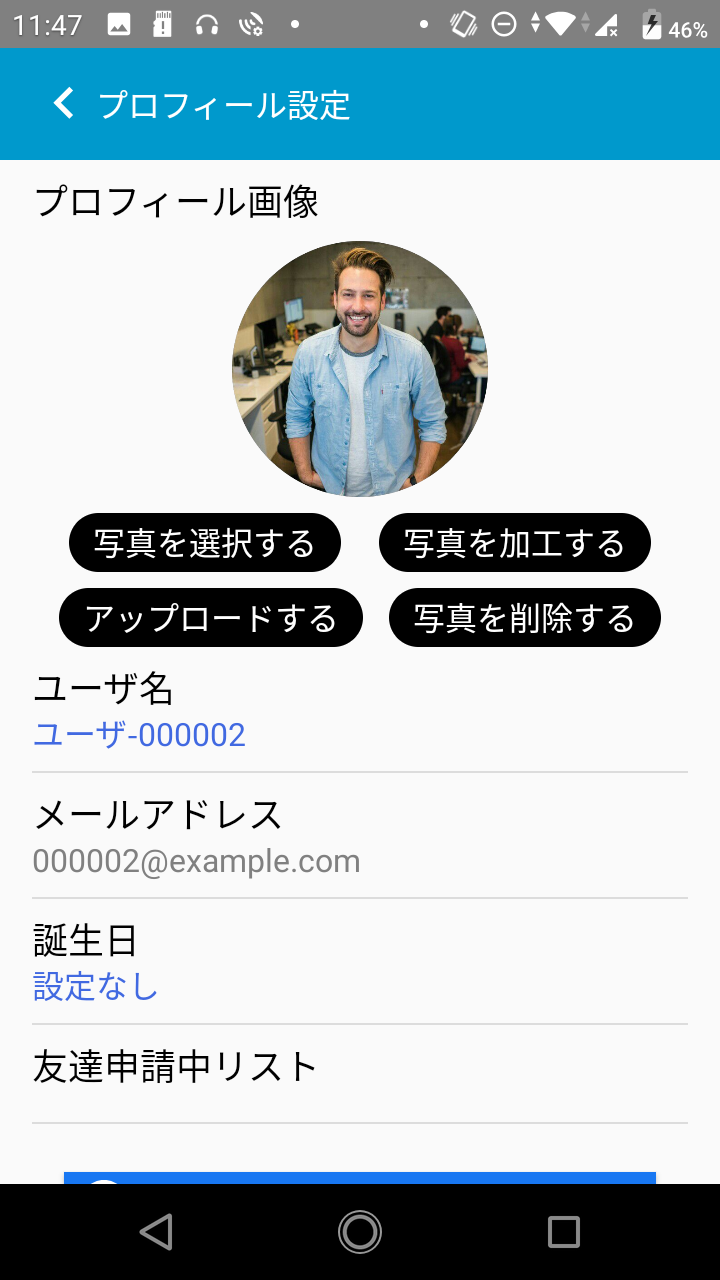 11:47
46%
プロフィール設定
プロフィール画像
写真を選択する
写真を加工する
アップロードする
写真を削除する
ユーザ名
ユーザ-000002
メールアドレス
000002@example.com
誕生日
設定なし
友達申請中リスト